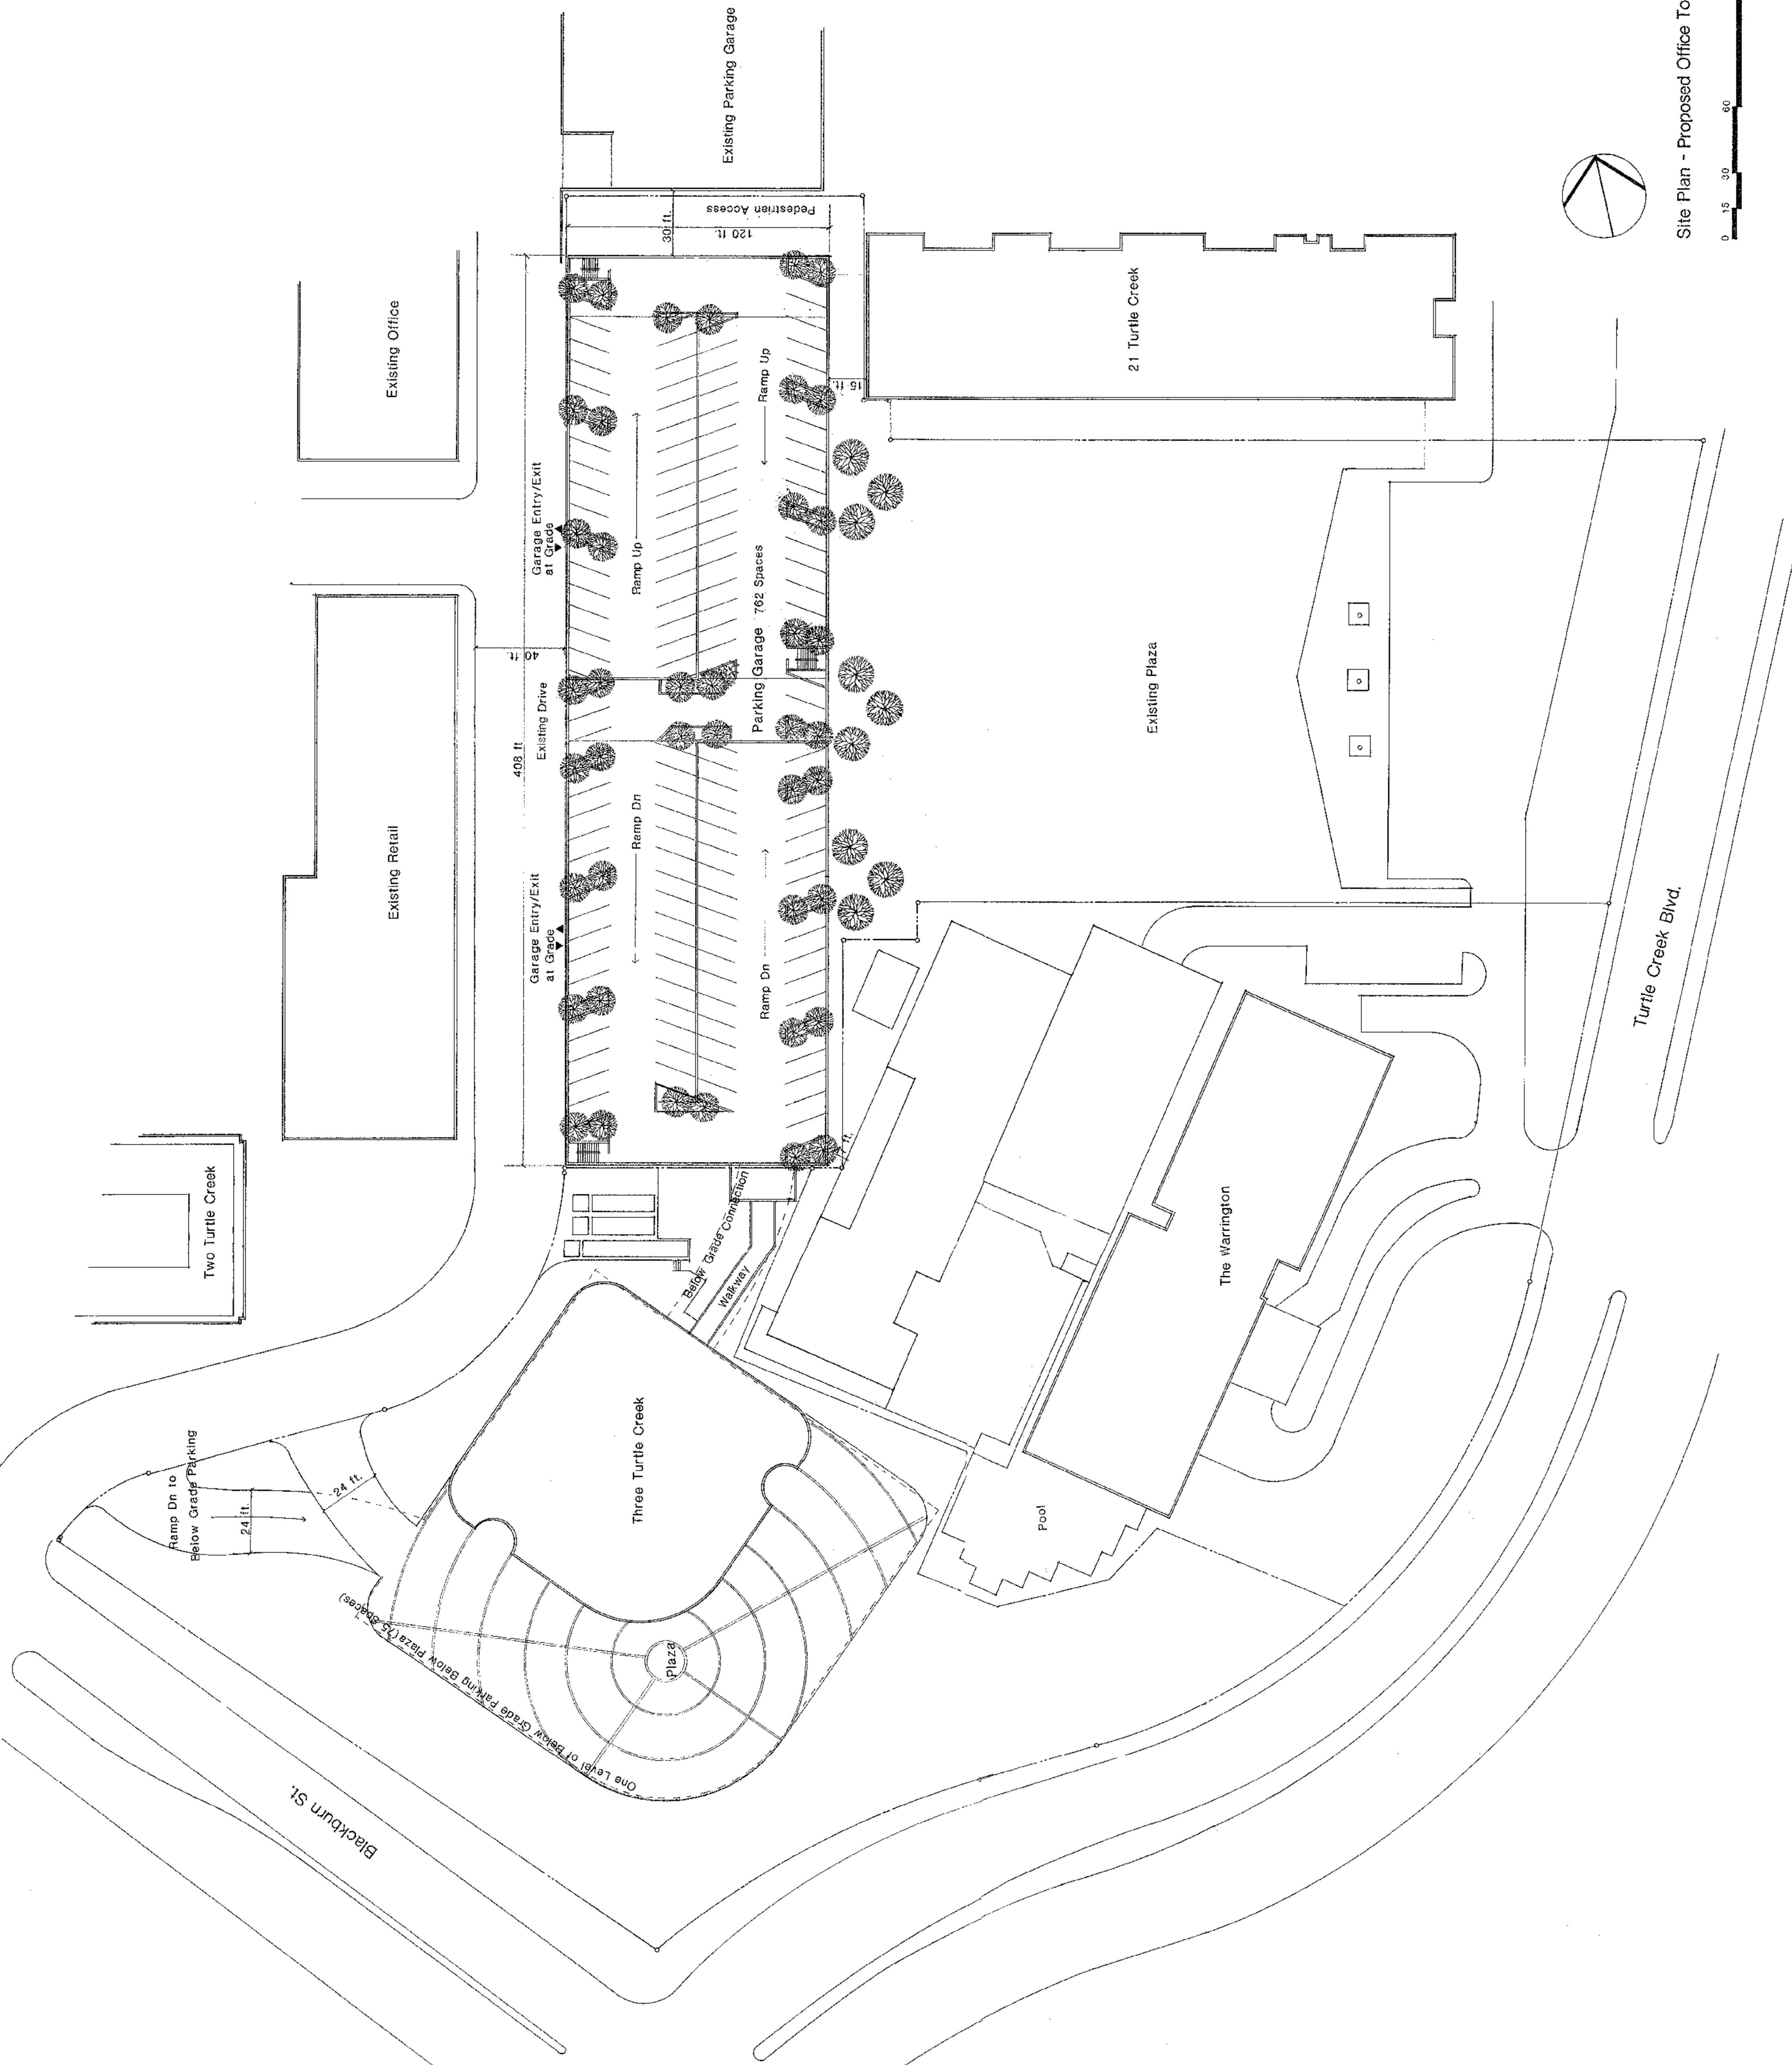 Existing Parking Garage
Pedestrian Access
30 ft.
120 ft.
Existing Office
21 Turtle Creek
Ramp Up
Ramp Up
15 ft.
Garage Entry/Exit
at Grade
Parking Garage 762 Spaces
40 ft.
Existing Drive
408 ft
Existing Plaza
Existing Retail
Ramp Dn
Ramp Dn
Garage Entry/Exit
at Grade
Turtle Creek Blvd.
Two Turtle Creek
Below Grade Connection
Walkway
The Warrington
Three Turtle Creek
Ramp Dn to
Below Grade Parking
24 ft.
24 ft.
Pool
Plaza
One Level of Below Grade Parking Below Plaza (75 Spaces)
Blackburn St.
Site Plan - Proposed Office To
0 15 30 60